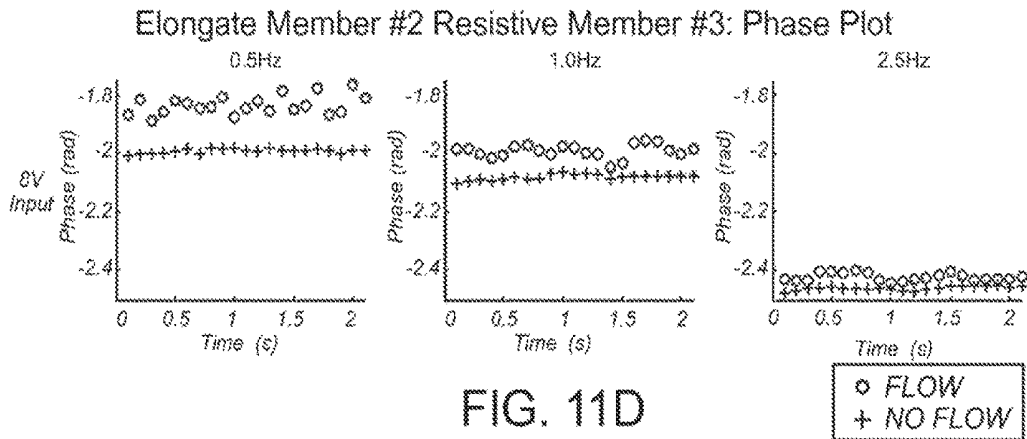 Elongate Member #2 Resistive Member #3: Phase Plot
0.5Hz
1.0Hz
2.5Hz
8V
Input
Phase (rad)
-1.8
-2
-2.2
-2.4
0 0.5 1 1.5 2
Time (s)
Phase (rad)
-1.8
-2
-2.2
-2.4
0 0.5 1 1.5 2
Time (s)
Phase (rad)
-1.8
-2
-2.2
-2.4
0 0.5 1 1.5 2
Time (s)
FLOW
NO FLOW
FIG. 11D